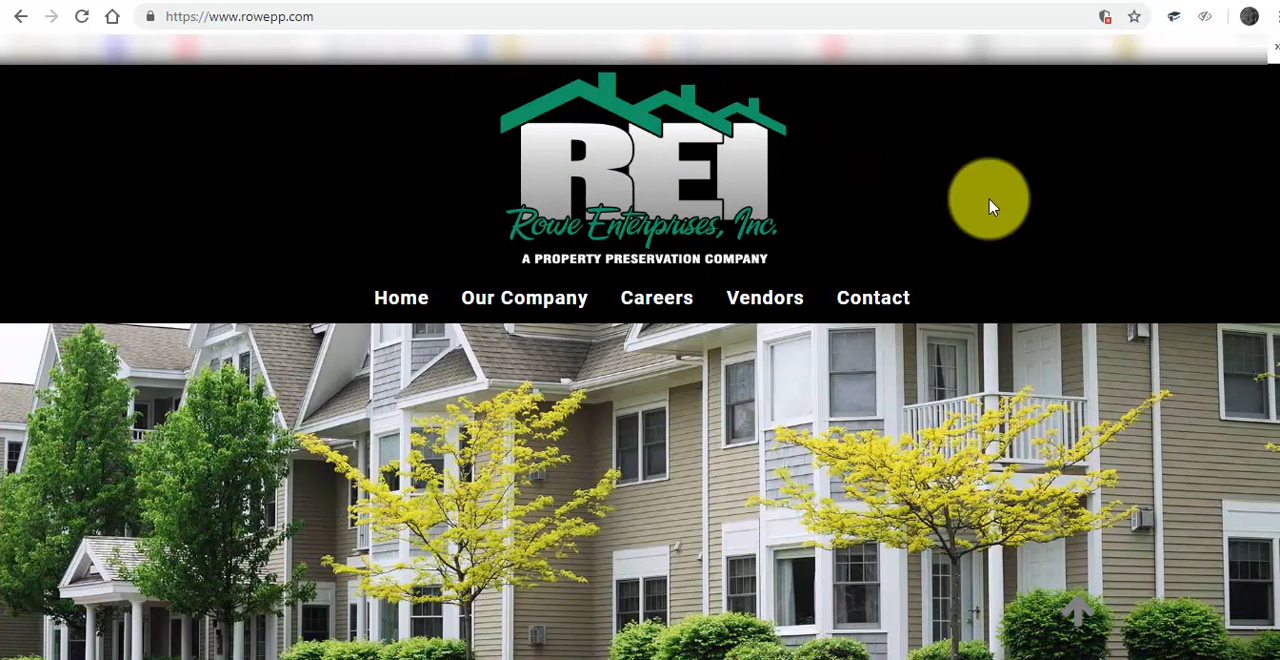 https://www.rowepp.com
REI
Rowe Enterprises, Inc.
A PROPERTY PRESERVATION COMPANY
Home Our Company Careers Vendors Contact